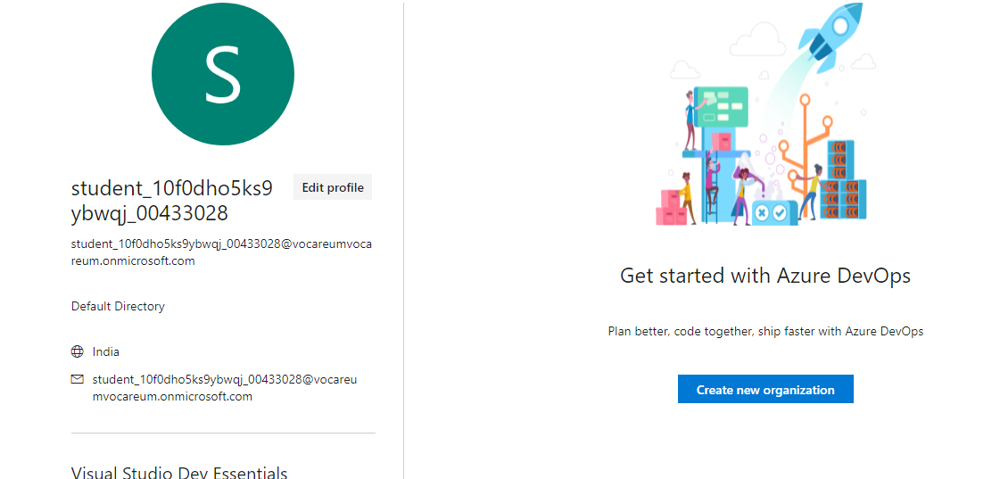 S
student_10f0dho5ks9
ybwqj_00433028
Edit profile
student_10f0dho5ks9ybwqj_00433028@vocareumvoca
reum.onmicrosoft.com
Default Directory
India
student_10f0dho5ks9ybwqj_00433028@vocareu
mvocareum.onmicrosoft.com
Visual Studio Dev Essentials
Get started with Azure DevOps
Plan better, code together, ship faster with Azure DevOps
Create new organization